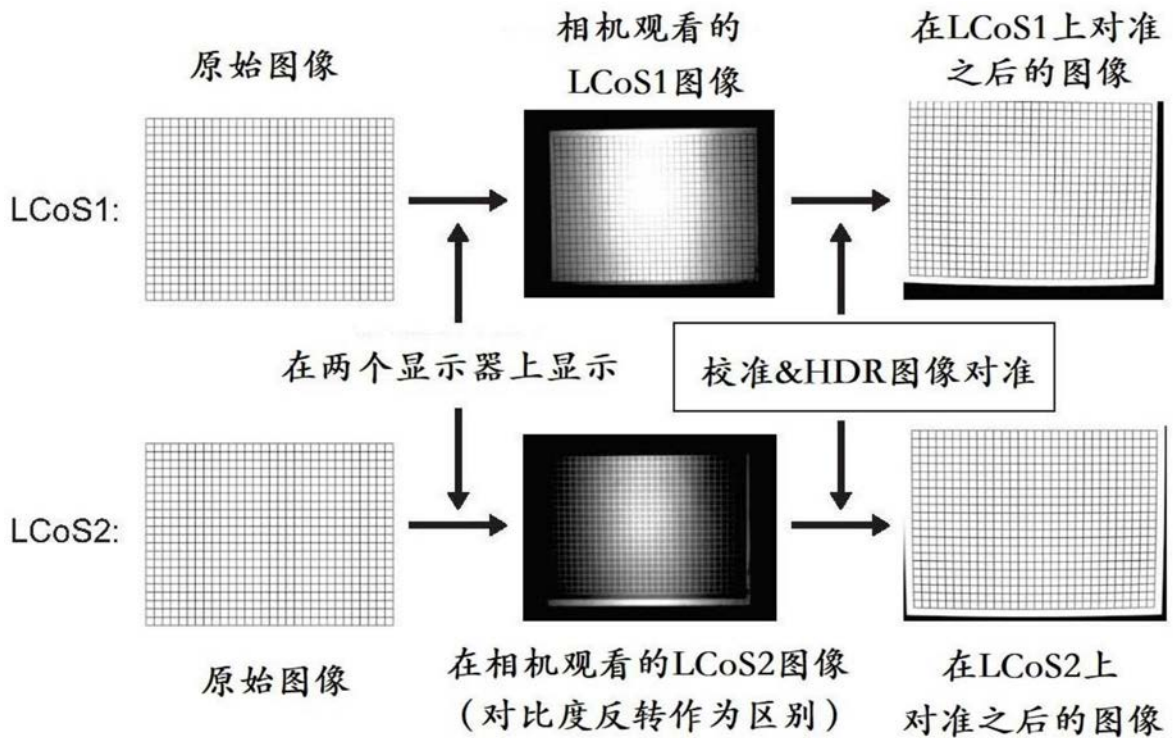 原始图像
相机观看的
LCoS1图像
在LCoS1上对准
之后的图像
LCoS1:
在两个显示器上显示
校准&HDR图像对准
LCoS2:
原始图像
在相机观看的LCoS2图像
(对比度反转作为区别)
在LCoS2上
对准之后的图像